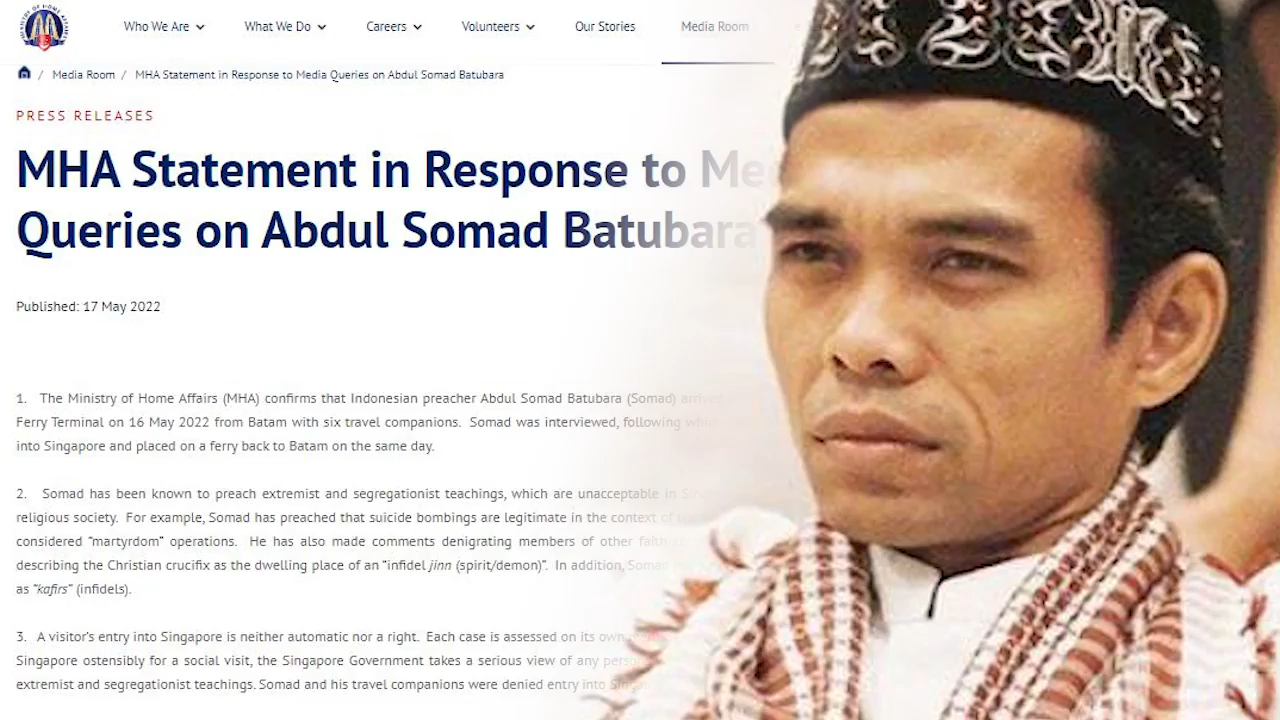 Who We Are
What We Do
Careers
Volunteers
Our Stories
Media Room
/ Media Room / MHA Statement in Response to Media Queries on Abdul Somad Batubara
PRESS RELEASES
MHA Statement in Response to Me
Queries on Abdul Somad Batubara
Published: 17 May 2022
1. The Ministry of Home Affairs (MHA) confirms that Indonesian preacher Abdul Somad Batubara (Somad) arrived
Ferry Terminal on 16 May 2022 from Batam with six travel companions. Somad was interviewed, following
into Singapore and placed on a ferry back to Batam on the same day.
2. Somad has been known to preach extremist and segregationist teachings, which are unacceptable in
religious society. For example, Somad has preached that suicide bombings are legitimate in the context of
considered “martyrdom” operations. He has also made comments denigrating members of other
describing the Christian crucifix as the dwelling place of an “infidel jinn (spirit/demon)”. In addition, Somad
as “kafirs” (infidels).
3. A visitor’s entry into Singapore is neither automatic nor a right. Each case is assessed on its own
Singapore ostensibly for a social visit, the Singapore Government takes a serious view of any
extremist and segregationist teachings. Somad and his travel companions were denied entry into